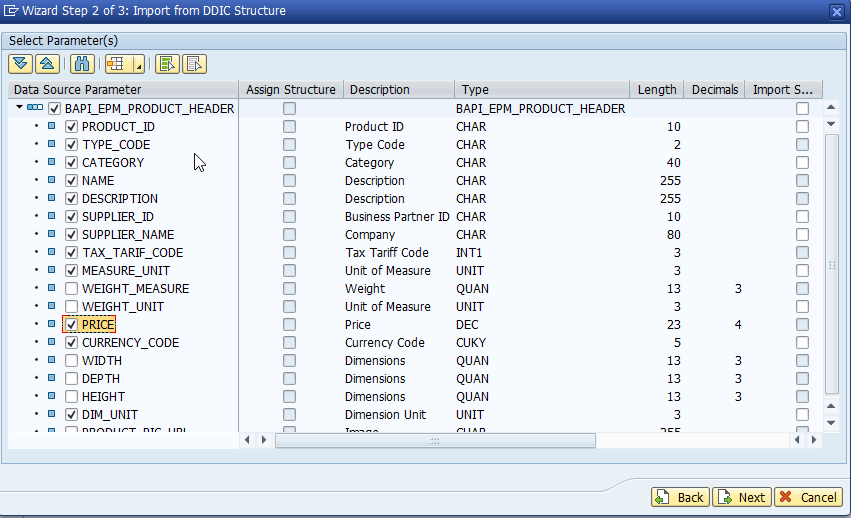 Wizard Step 2 of 3: Import from DDIC Structure
Select Parameter(s)
Data Source Parameter Assign Structure Description Type Length Decimals Import S...
BAPI_EPM_PRODUCT_HEADER BAPI_EPM_PRODUCT_HEADER
PRODUCT_ID Product ID CHAR 10
TYPE_CODE Type Code CHAR 2
CATEGORY Category CHAR 40
NAME Description CHAR 255
DESCRIPTION Description CHAR 255
SUPPLIER_ID Business Partner ID CHAR 10
SUPPLIER_NAME Company CHAR 80
TAX_TARIF_CODE Tax Tariff Code INT1 3
MEASURE_UNIT Unit of Measure UNIT 3
WEIGHT_MEASURE Weight QUAN 13 3
WEIGHT_UNIT Unit of Measure UNIT 3
PRICE Price DEC 23 4
CURRENCY_CODE Currency Code CUKY 5
WIDTH Dimensions QUAN 13 3
DEPTH Dimensions QUAN 13 3
HEIGHT Dimensions QUAN 13 3
DIM_UNIT Dimension Unit UNIT 3
PRODUCT_PIC_URL Image CHAR 255
Back Next Cancel